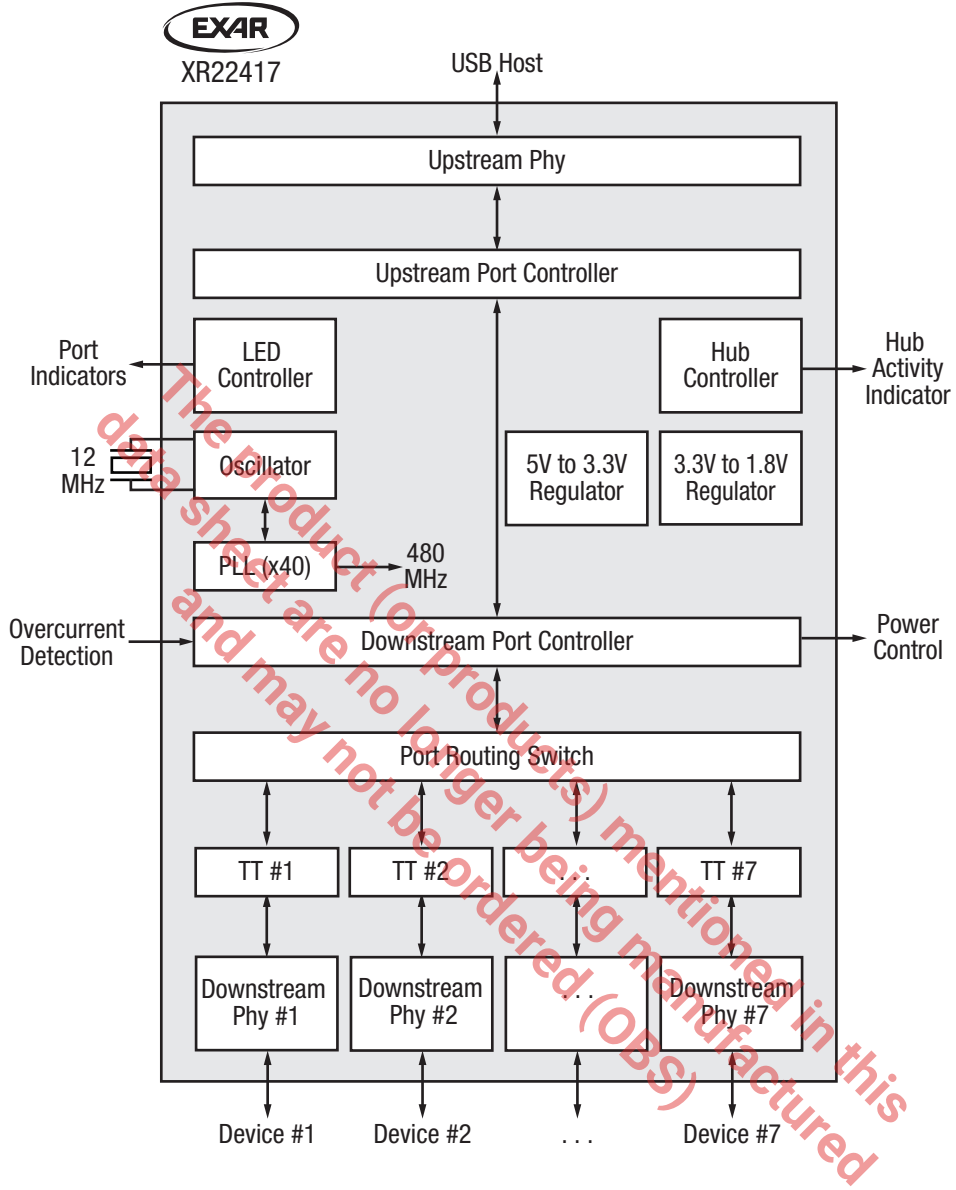 EXAR
XR22417
USB Host
Upstream Phy
Upstream Port Controller
Port
Indicators
LED
Controller
Hub
Controller
Hub
Activity
Indicator
12
MHz
Oscillator
5V to 3.3V
Regulator
3.3V to 1.8V
Regulator
PLL (x40)
480
MHz
Overcurrent
Detection
Downstream Port Controller
Power
Control
Port Routing Switch
TT #1
TT #2
. . .
TT #7
Downstream
Phy #1
Downstream
Phy #2
. . .
Downstream
Phy #7
Device #1
Device #2
. . .
Device #7
The product (or products) mentioned in this
data sheet are no longer being manufactured
and may not be ordered (OBS)